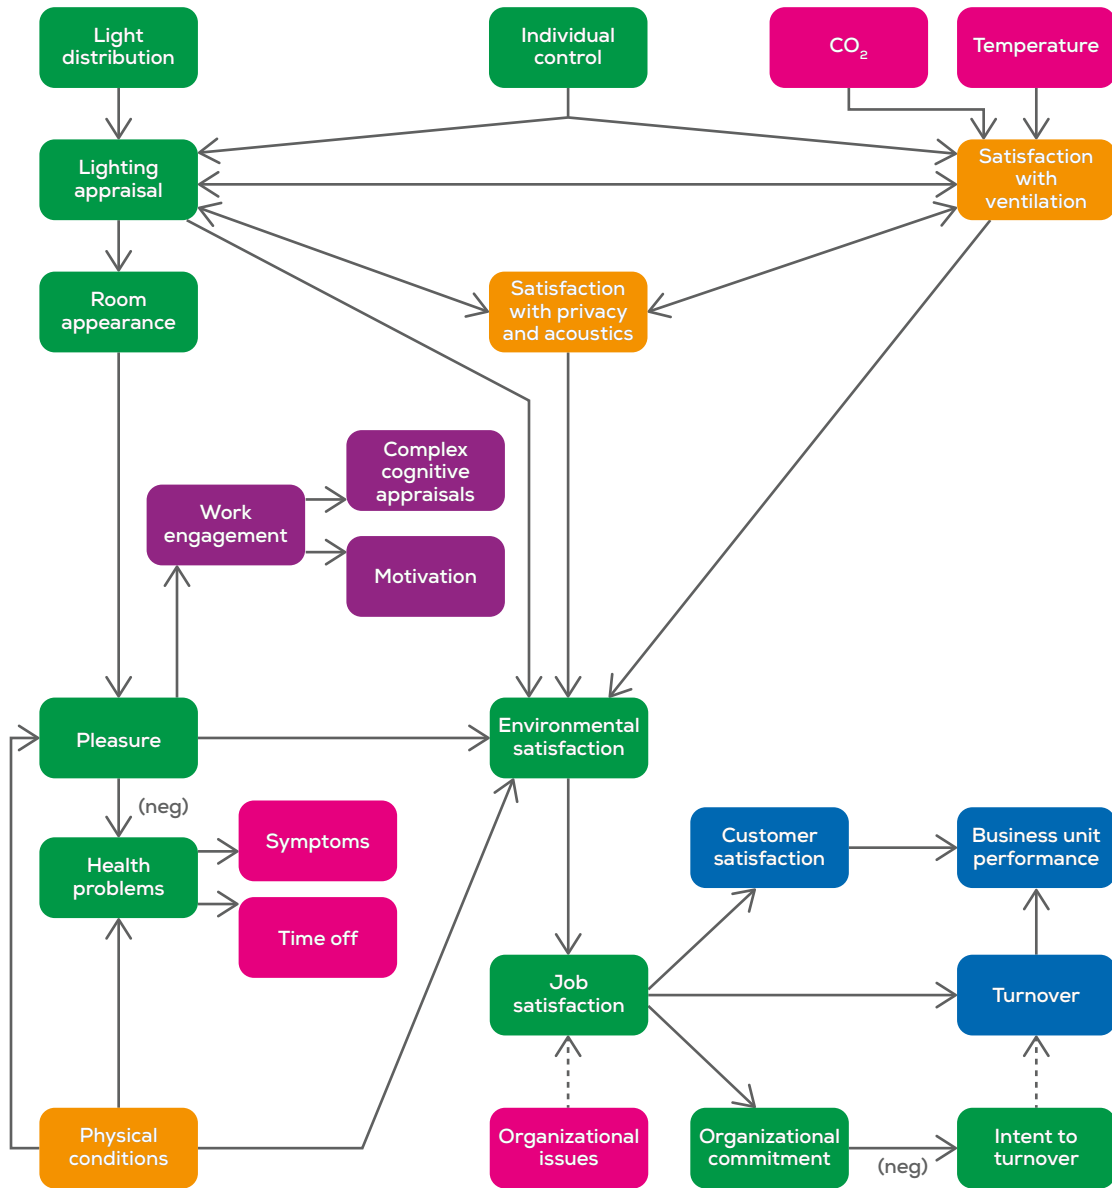 Light
distribution
Individual
control
CO₂
Temperature
Lighting
appraisal
Satisfaction
with
ventilation
Room
appearance
Satisfaction
with privacy
and acoustics
Complex
cognitive
appraisals
Work
engagement
Motivation
Pleasure
Environmental
satisfaction
(neg)
Health
problems
Symptoms
Time off
Customer
satisfaction
Business unit
performance
Job
satisfaction
Turnover
Physical
conditions
Organizational
issues
Organizational
commitment
(neg)
Intent to
turnover